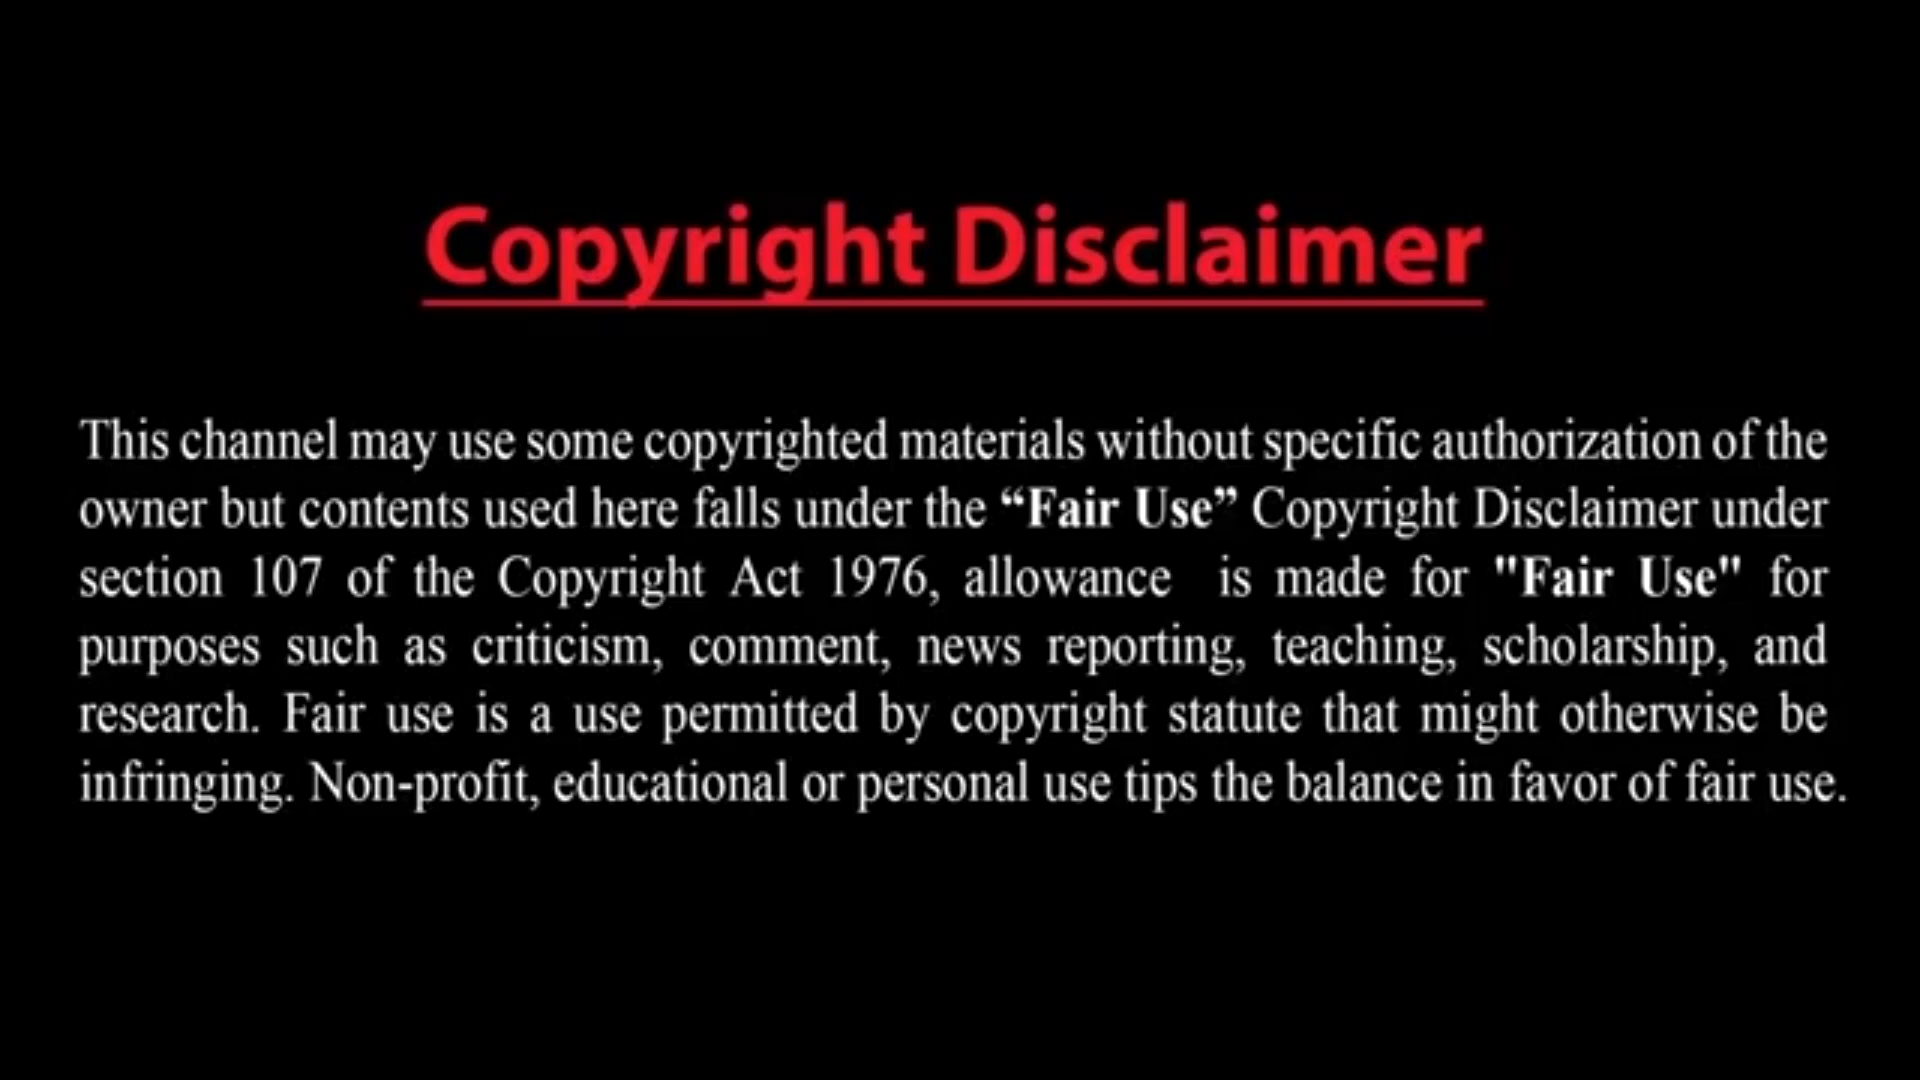 Copyright Disclaimer
This channel may use some copyrighted materials without specific authorization of the
owner but contents used here falls under the “Fair Use” Copyright Disclaimer under
section 107 of the Copyright Act 1976, allowance is made for "Fair Use" for
purposes such as criticism, comment, news reporting, teaching, scholarship, and
research. Fair use is a use permitted by copyright statute that might otherwise be
infringing. Non-profit, educational or personal use tips the balance in favor of fair use.